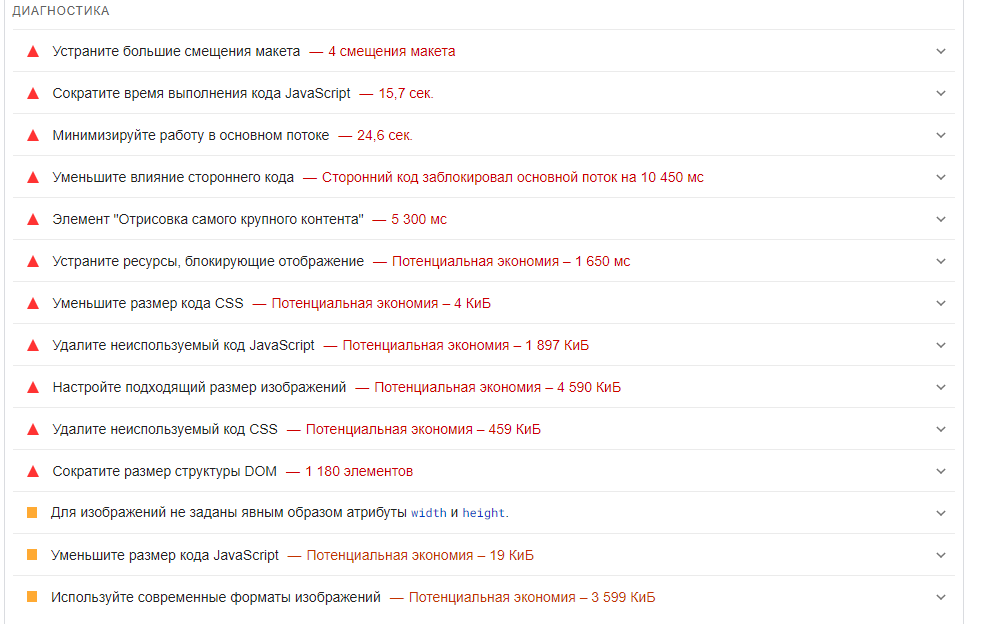 ДИАГНОСТИКА
Устраните большие смещения макета — 4 смещения макета
Сократите время выполнения кода JavaScript — 15,7 сек.
Минимизируйте работу в основном потоке — 24,6 сек.
Уменьшите влияние стороннего кода — Сторонний код заблокировал основной поток на 10 450 мс
Элемент "Отрисовка самого крупного контента" — 5 300 мс
Устраните ресурсы, блокирующие отображение — Потенциальная экономия – 1 650 мс
Уменьшите размер кода CSS — Потенциальная экономия – 4 КиБ
Удалите неиспользуемый код JavaScript — Потенциальная экономия – 1 897 КиБ
Настройте подходящий размер изображений — Потенциальная экономия – 4 590 КиБ
Удалите неиспользуемый код CSS — Потенциальная экономия – 459 КиБ
Сократите размер структуры DOM — 1 180 элементов
Для изображений не заданы явным образом атрибуты width и height.
Уменьшите размер кода JavaScript — Потенциальная экономия – 19 КиБ
Используйте современные форматы изображений — Потенциальная экономия – 3 599 КиБ